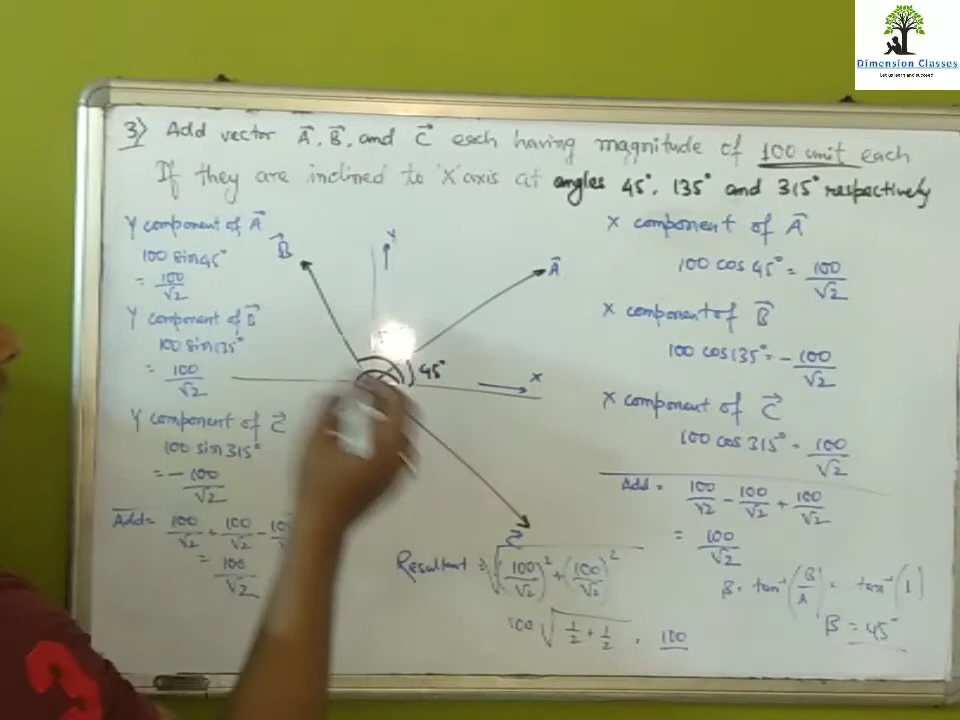 Dimension Classes
Let us learn and succeed
3) Add vector A⃗, B⃗, and C⃗ each having magnitude of 100 unit each
If they are inclined to 'X' axis at angles 45°, 135° and 315° respectively
Y component of A⃗
100 sin 45°
= 100/√2
Y component of B⃗
100 sin 135°
= 100/√2
Y component of C⃗
100 sin 315°
= - 100/√2
Add = 100/√2 + 100/√2 - 100
= 100/√2
B⃗
Y
A⃗
45°
X
C⃗
X component of A⃗
100 cos 45° = 100/√2
X component of B⃗
100 cos 135° = - 100/√2
X component of C⃗
100 cos 315° = 100/√2
Add = 100/√2 - 100/√2 + 100/√2
= 100/√2
Resultant = √((100/√2)² + (100/√2)²)
100 √(1/2 + 1/2) = 100
β = tan⁻¹(B/A) = tan⁻¹(1)
β = 45°